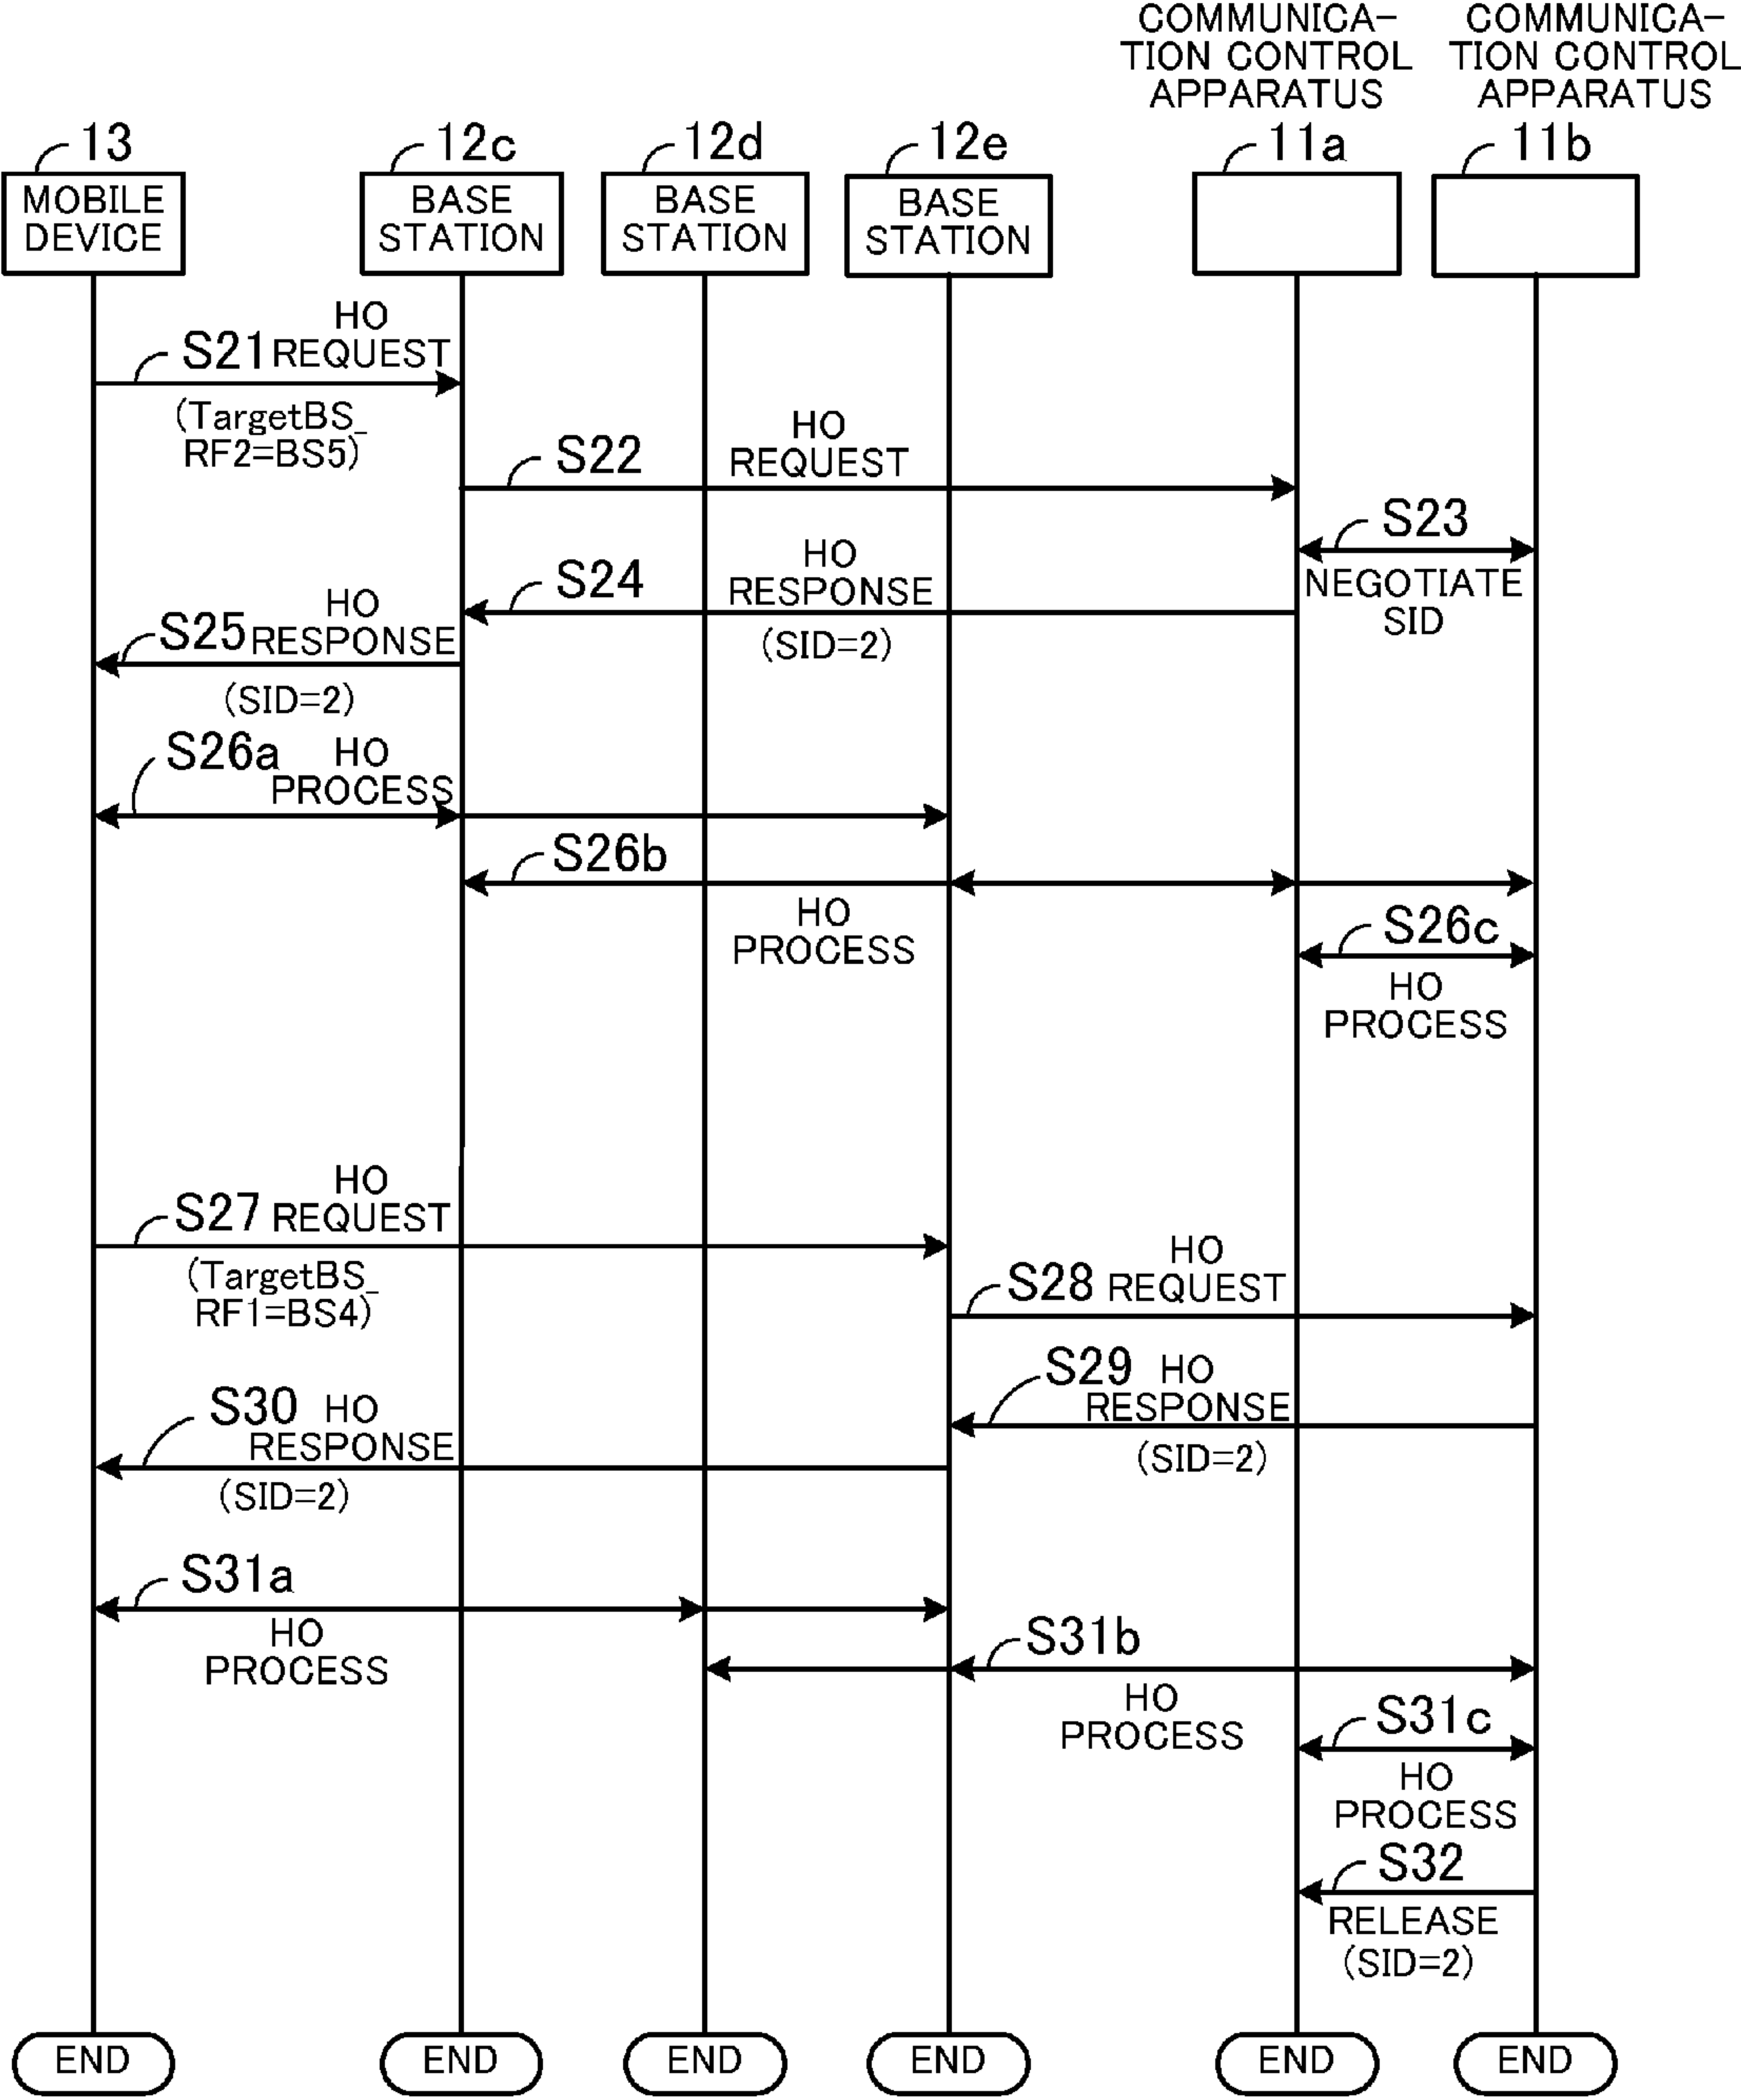 COMMUNICA-
TION CONTROL
APPARATUS
COMMUNICA-
TION CONTROL
APPARATUS
13
12c
12d
12e
11a
11b
MOBILE
DEVICE
BASE
STATION
BASE
STATION
BASE
STATION
HO
S21 REQUEST
(TargetBS_
RF2=BS5)
S22
HO
REQUEST
S23
NEGOTIATE
SID
S24
HO
RESPONSE
(SID=2)
HO
S25 RESPONSE
(SID=2)
S26a HO
PROCESS
S26b
HO
PROCESS
S26c
HO
PROCESS
HO
S27 REQUEST
(TargetBS_
RF1=BS4)
HO
S28 REQUEST
S29 HO
RESPONSE
(SID=2)
S30 HO
RESPONSE
(SID=2)
S31a
HO
PROCESS
S31b
HO
PROCESS
S31c
HO
PROCESS
S32
RELEASE
(SID=2)
END
END
END
END
END
END